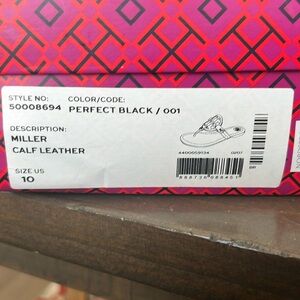 STYLE NO: COLOR/CODE:
50008694 PERFECT BLACK / 001
DESCRIPTION:
MILLER
CALF LEATHER
SIZE US
10